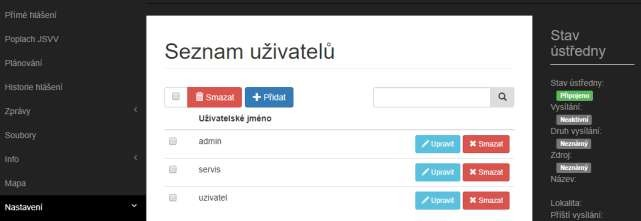 Přímé hlášení
Poplach JSVV
Plánování
Historie hlášení
Zprávy
Soubory
Info
Mapa
Nastavení
Seznam uživatelů
Smazat
Přidat
Uživatelské jméno
admin
Upravit
Smazat
servis
Upravit
Smazat
uzivatel
Upravit
Smazat
Stav
ústředny
Stav ústředny:
Připojeno
Vysílání:
Neaktivní
Druh vysílání:
Neznámý
Zdroj:
Neznámý
Název:
Lokalita:
Příští vysílání: